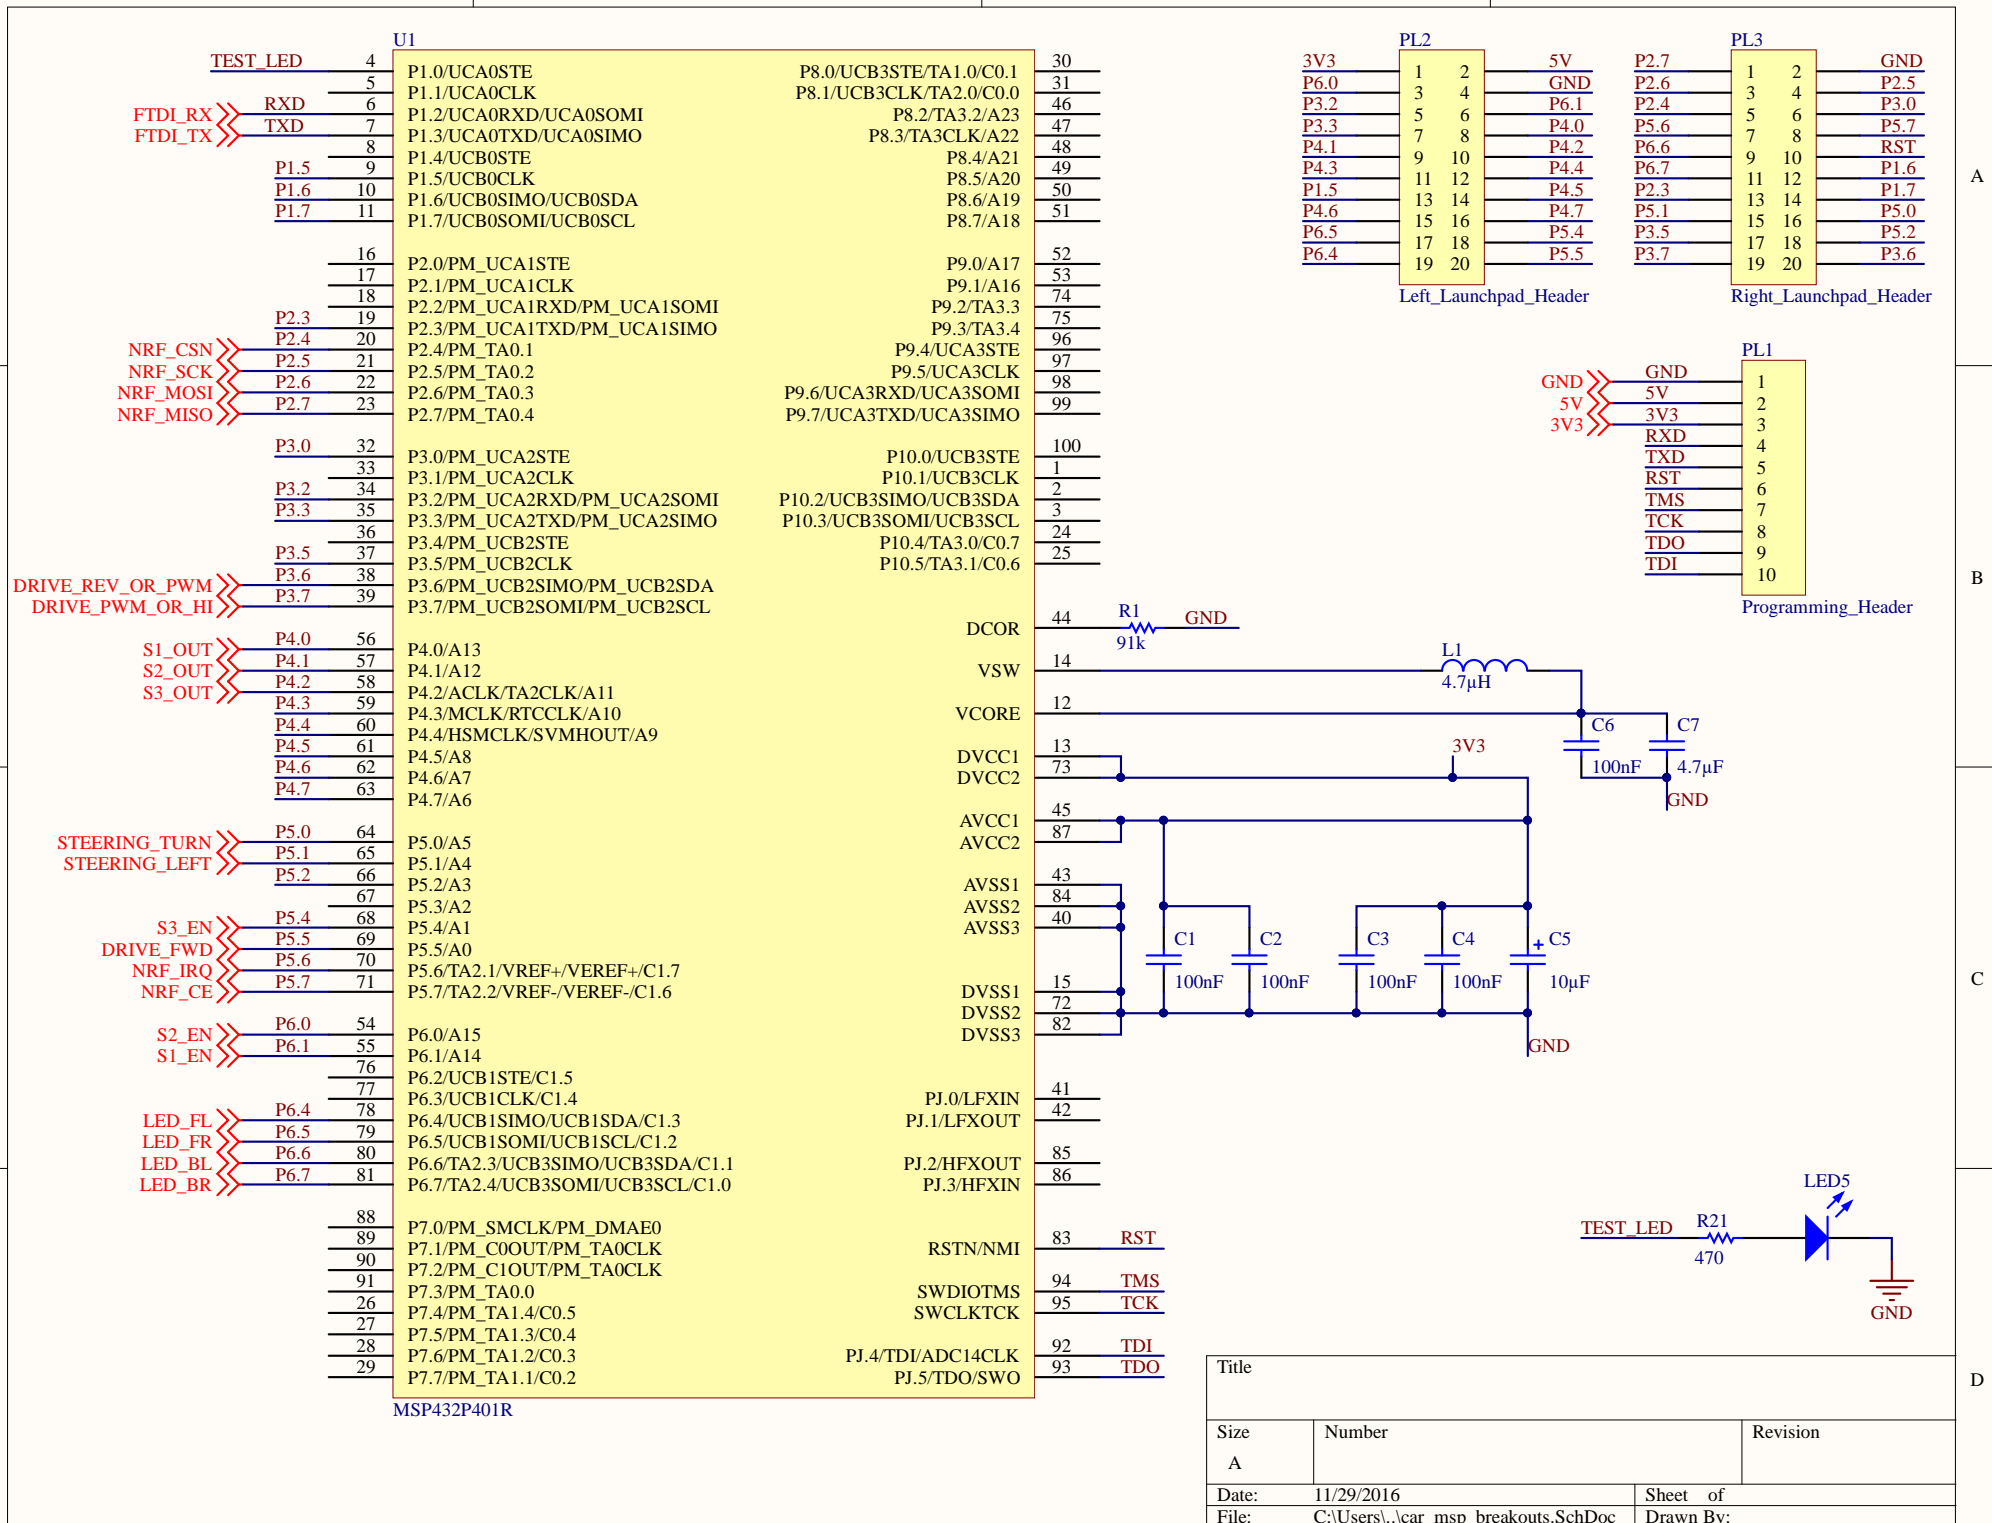 U1
TEST_LED 4 P1.0/UCA0STE
5 P1.1/UCA0CLK
FTDI_RX RXD 6 P1.2/UCA0RXD/UCA0SOMI
FTDI_TX TXD 7 P1.3/UCA0TXD/UCA0SIMO
8 P1.4/UCB0STE
P1.5 9 P1.5/UCB0CLK
P1.6 10 P1.6/UCB0SIMO/UCB0SDA
P1.7 11 P1.7/UCB0SOMI/UCB0SCL
16 P2.0/PM_UCA1STE
17 P2.1/PM_UCA1CLK
18 P2.2/PM_UCA1RXD/PM_UCA1SOMI
P2.3 19 P2.3/PM_UCA1TXD/PM_UCA1SIMO
NRF_CSN P2.4 20 P2.4/PM_TA0.1
NRF_SCK P2.5 21 P2.5/PM_TA0.2
NRF_MOSI P2.6 22 P2.6/PM_TA0.3
NRF_MISO P2.7 23 P2.7/PM_TA0.4
P3.0 32 P3.0/PM_UCA2STE
33 P3.1/PM_UCA2CLK
P3.2 34 P3.2/PM_UCA2RXD/PM_UCA2SOMI
P3.3 35 P3.3/PM_UCA2TXD/PM_UCA2SIMO
36 P3.4/PM_UCB2STE
P3.5 37 P3.5/PM_UCB2CLK
DRIVE_REV_OR_PWM P3.6 38 P3.6/PM_UCB2SIMO/PM_UCB2SDA
DRIVE_PWM_OR_HI P3.7 39 P3.7/PM_UCB2SOMI/PM_UCB2SCL
S1_OUT P4.0 56 P4.0/A13
S2_OUT P4.1 57 P4.1/A12
S3_OUT P4.2 58 P4.2/ACLK/TA2CLK/A11
P4.3 59 P4.3/MCLK/RTCCLK/A10
P4.4 60 P4.4/HSMCLK/SVMHOUT/A9
P4.5 61 P4.5/A8
P4.6 62 P4.6/A7
P4.7 63 P4.7/A6
STEERING_TURN P5.0 64 P5.0/A5
STEERING_LEFT P5.1 65 P5.1/A4
P5.2 66 P5.2/A3
67 P5.3/A2
S3_EN P5.4 68 P5.4/A1
DRIVE_FWD P5.5 69 P5.5/A0
NRF_IRQ P5.6 70 P5.6/TA2.1/VREF+/VEREF+/C1.7
NRF_CE P5.7 71 P5.7/TA2.2/VREF-/VEREF-/C1.6
S2_EN P6.0 54 P6.0/A15
S1_EN P6.1 55 P6.1/A14
76 P6.2/UCB1STE/C1.5
77 P6.3/UCB1CLK/C1.4
LED_FL P6.4 78 P6.4/UCB1SIMO/UCB1SDA/C1.3
LED_FR P6.5 79 P6.5/UCB1SOMI/UCB1SCL/C1.2
LED_BL P6.6 80 P6.6/TA2.3/UCB3SIMO/UCB3SDA/C1.1
LED_BR P6.7 81 P6.7/TA2.4/UCB3SOMI/UCB3SCL/C1.0
88 P7.0/PM_SMCLK/PM_DMAE0
89 P7.1/PM_C0OUT/PM_TA0CLK
90 P7.2/PM_C1OUT/PM_TA0CLK
91 P7.3/PM_TA0.0
26 P7.4/PM_TA1.4/C0.5
27 P7.5/PM_TA1.3/C0.4
28 P7.6/PM_TA1.2/C0.3
29 P7.7/PM_TA1.1/C0.2
MSP432P401R
P8.0/UCB3STE/TA1.0/C0.1 30
P8.1/UCB3CLK/TA2.0/C0.0 31
P8.2/TA3.2/A23 46
P8.3/TA3CLK/A22 47
P8.4/A21 48
P8.5/A20 49
P8.6/A19 50
P8.7/A18 51
P9.0/A17 52
P9.1/A16 53
P9.2/TA3.3 74
P9.3/TA3.4 75
P9.4/UCA3STE 96
P9.5/UCA3CLK 97
P9.6/UCA3RXD/UCA3SOMI 98
P9.7/UCA3TXD/UCA3SIMO 99
P10.0/UCB3STE 100
P10.1/UCB3CLK 1
P10.2/UCB3SIMO/UCB3SDA 2
P10.3/UCB3SOMI/UCB3SCL 3
P10.4/TA3.0/C0.7 24
P10.5/TA3.1/C0.6 25
DCOR 44 R1 91k GND
VSW 14 L1 4.7µH
VCORE 12
DVCC1 13
DVCC2 73 3V3
AVCC1 45
AVCC2 87
AVSS1 43
AVSS2 84
AVSS3 40
DVSS1 15
DVSS2 72
DVSS3 82
PJ.0/LFXIN 41
PJ.1/LFXOUT 42
PJ.2/HFXOUT 85
PJ.3/HFXIN 86
RSTN/NMI 83 RST
SWDIOTMS 94 TMS
SWCLKTCK 95 TCK
PJ.4/TDI/ADC14CLK 92 TDI
PJ.5/TDO/SWO 93 TDO
C6 C7
100nF 4.7µF
GND
C1 C2 C3 C4 + C5
100nF 100nF 100nF 100nF 10µF
GND
PL2
3V3 1 2 5V
P6.0 3 4 GND
P3.2 5 6 P6.1
P3.3 7 8 P4.0
P4.1 9 10 P4.2
P4.3 11 12 P4.4
P1.5 13 14 P4.5
P4.6 15 16 P4.7
P6.5 17 18 P5.4
P6.4 19 20 P5.5
Left_Launchpad_Header
PL3
P2.7 1 2 GND
P2.6 3 4 P2.5
P2.4 5 6 P3.0
P5.6 7 8 P5.7
P6.6 9 10 RST
P6.7 11 12 P1.6
P2.3 13 14 P1.7
P5.1 15 16 P5.0
P3.5 17 18 P5.2
P3.7 19 20 P3.6
Right_Launchpad_Header
PL1
GND GND 1
5V 5V 2
3V3 3V3 3
RXD 4
TXD 5
RST 6
TMS 7
TCK 8
TDO 9
TDI 10
Programming_Header
LED5
TEST_LED R21
470
GND
A
B
C
D
Title
Size Number Revision
A
Date: 11/29/2016 Sheet of
File: C:\Users\..\car_msp_breakouts.SchDoc Drawn By: